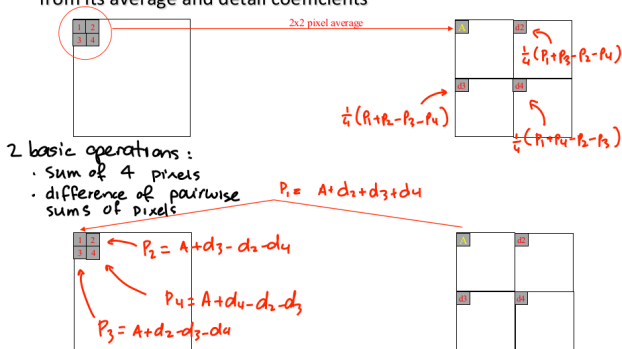 from its average and detail coefficients
1 2
3 4
2x2 pixel average
A
d2
1/4(P1+P3-P2-P4)
d3
d4
1/4(P1+P2-P3-P4)
1/4(P1+P4-P2-P3)
2 basic operations:
· sum of 4 pixels
· difference of pairwise
sums of pixels
P1 = A+d2+d3+d4
1 2
3 4
P2 = A+d3-d2-d4
P4 = A+d4-d2-d3
P3 = A+d2-d3-d4
A
d2
d3
d4